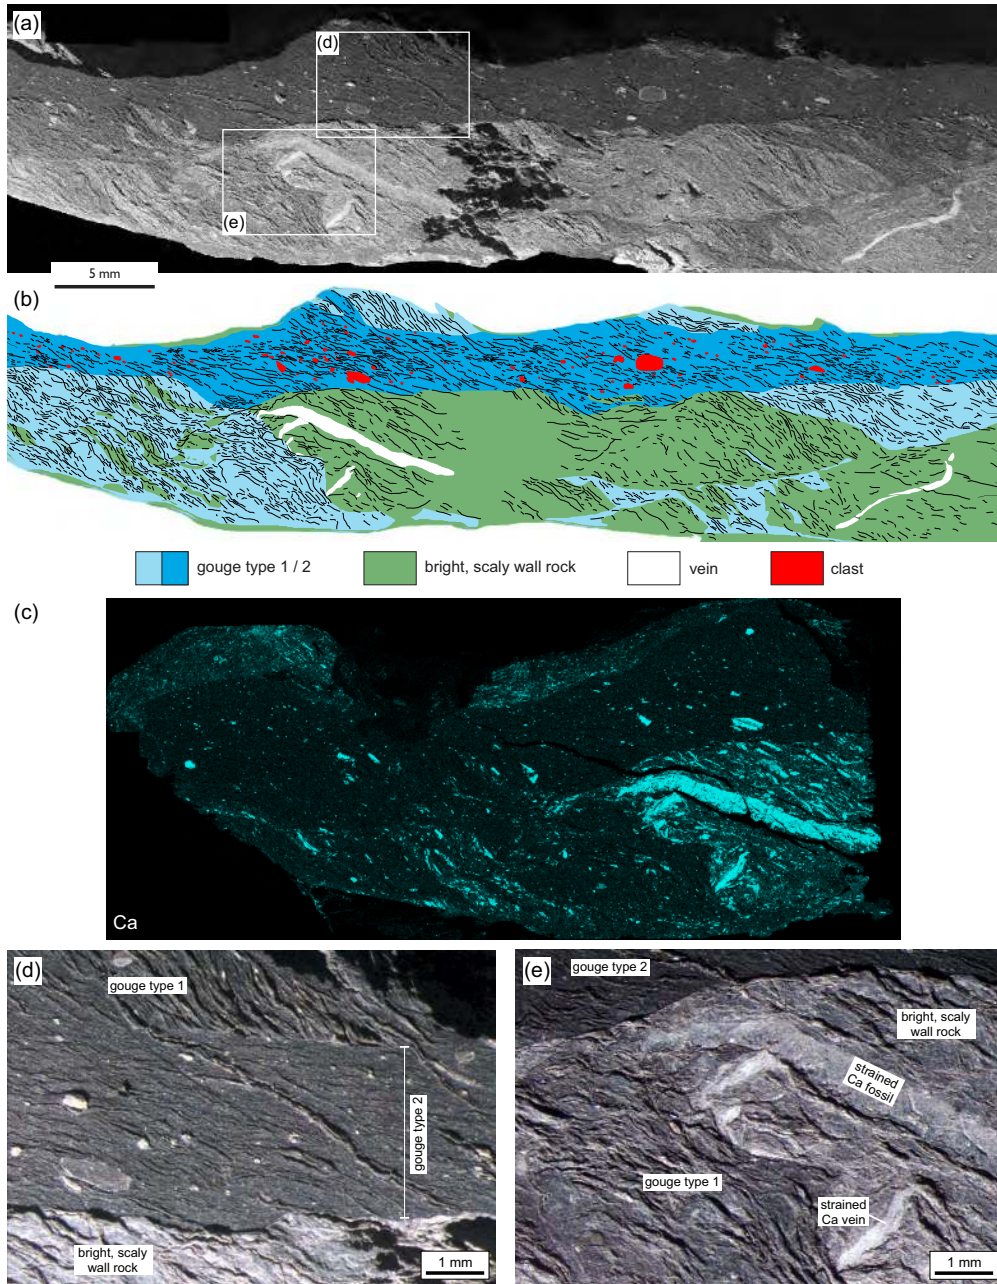 (a)
(d)
(e)
5 mm
(b)
gouge type 1 / 2
bright, scaly wall rock
vein
clast
(c)
Ca
(d)
gouge type 1
gouge type 2
bright, scaly
wall rock
1 mm
(e)
gouge type 2
bright, scaly
wall rock
strained
Ca fossil
gouge type 1
strained
Ca vein
1 mm